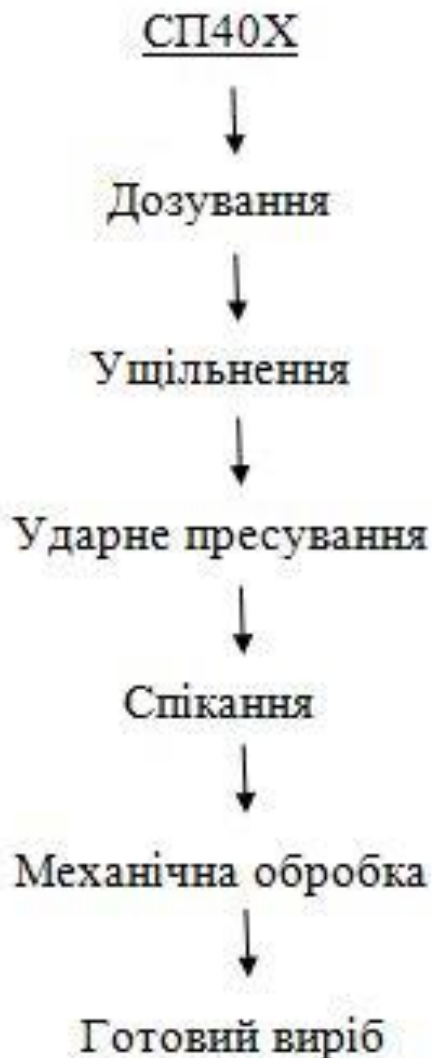 СП40Х
Дозування
Ущільнення
Ударне пресування
Спікання
Механічна обробка
Готовий виріб